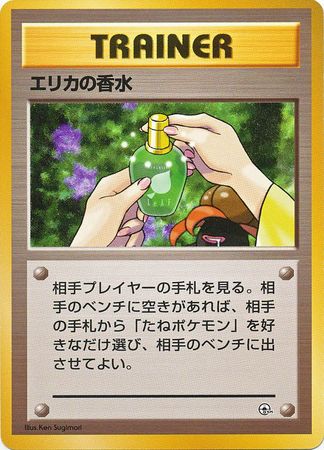 TRAINER
エリカの香水
Leaf
相手プレイヤーの手札を見る。相
手のベンチに空きがあれば、相手
の手札から「たねポケモン」を好
きなだけ選び、相手のベンチに出
させてよい。
Illus.Ken Sugimori